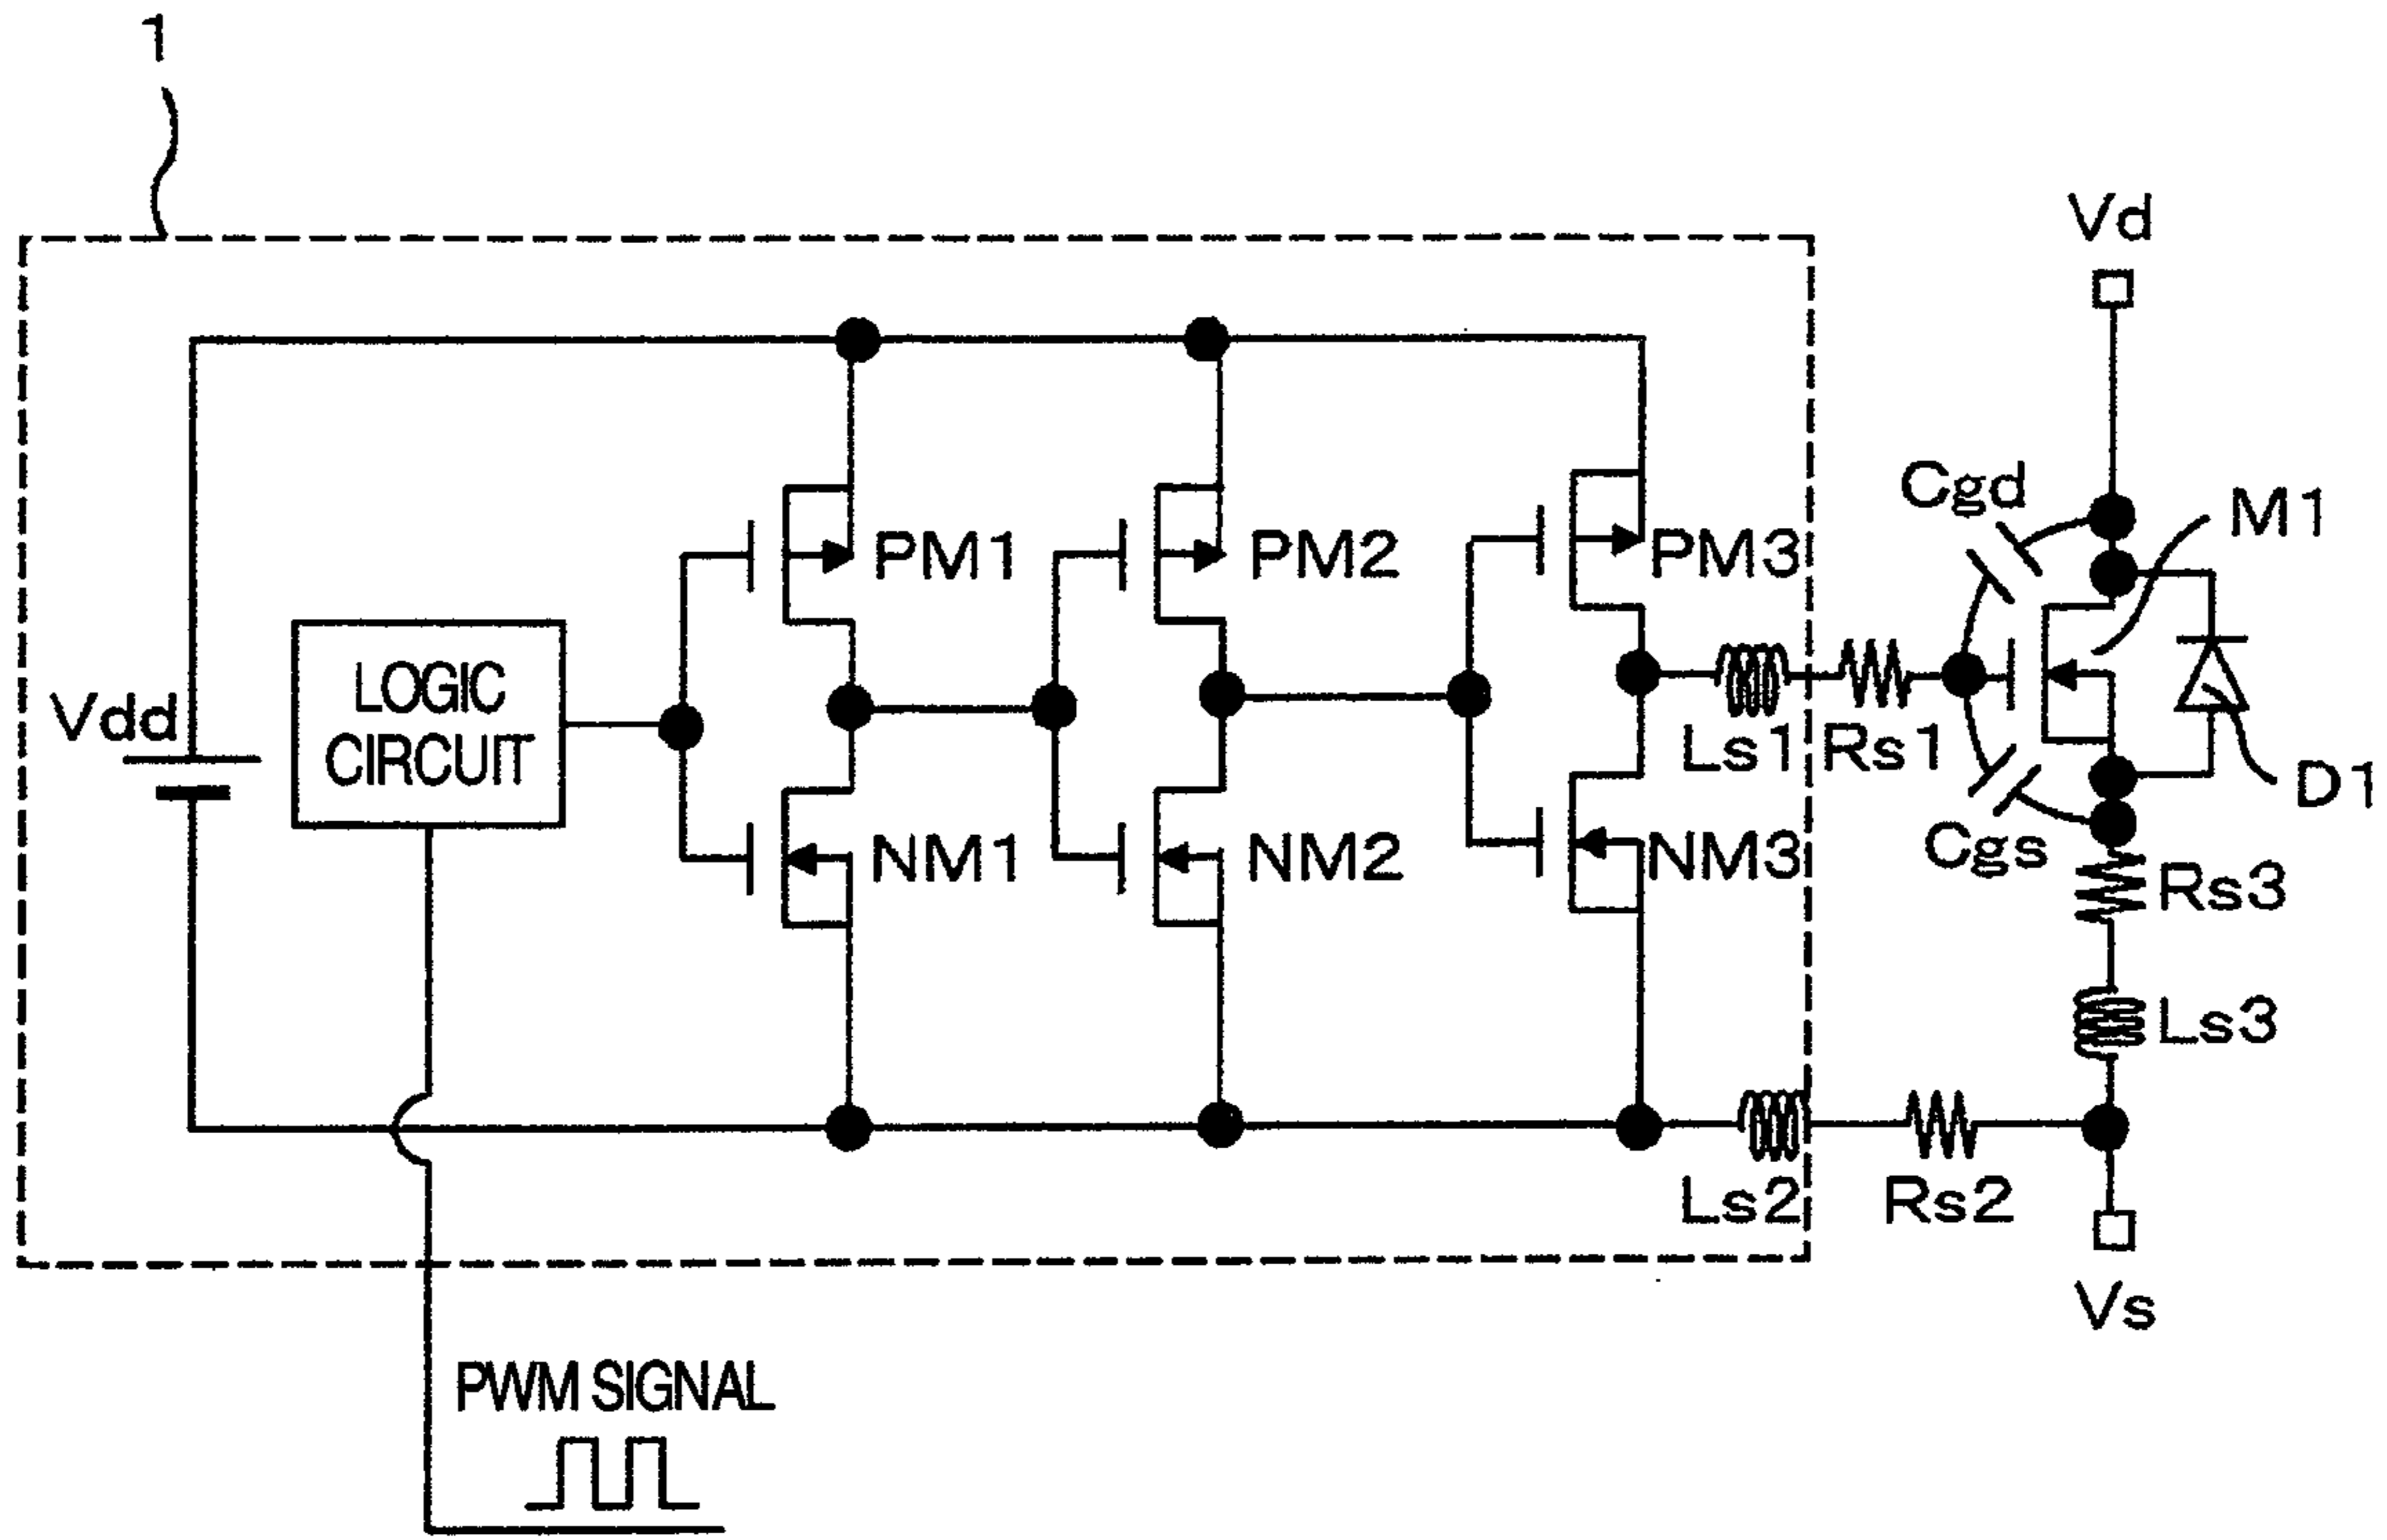 1
Vd
Cgd
M1
PM1
PM2
PM3
LOGIC
CIRCUIT
Vdd
Ls1
Rs1
D1
NM1
NM2
NM3
Cgs
Rs3
Ls3
Ls2
Rs2
Vs
PWM SIGNAL